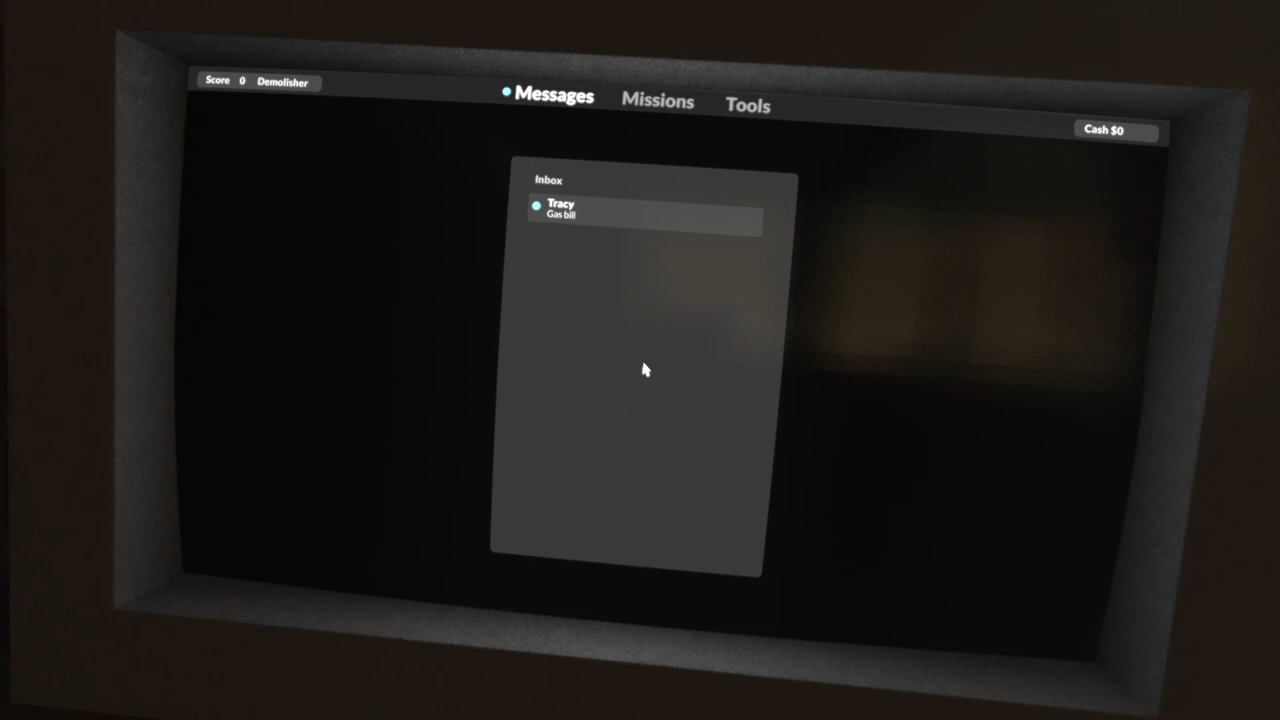 Score 0 Demolisher
Messages Missions Tools
Cash $0
Inbox
Tracy
Gas bill